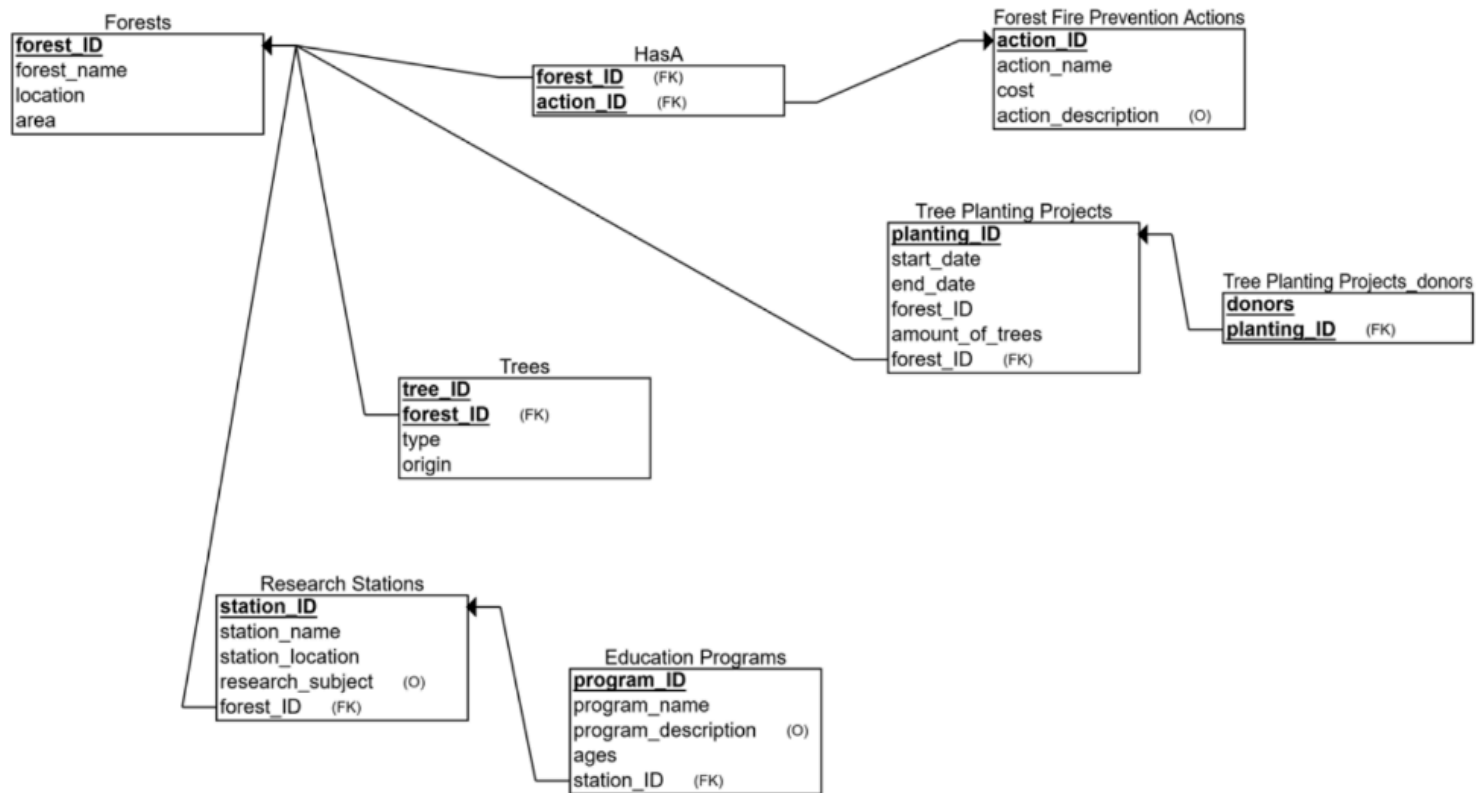 Forests
forest_ID
forest_name
location
area
HasA
forest_ID (FK)
action_ID (FK)
Forest Fire Prevention Actions
action_ID
action_name
cost
action_description (O)
Tree Planting Projects
planting_ID
start_date
end_date
forest_ID
amount_of_trees
forest_ID (FK)
Tree Planting Projects_donors
donors
planting_ID (FK)
Trees
tree_ID
forest_ID (FK)
type
origin
Research Stations
station_ID
station_name
station_location
research_subject (O)
forest_ID (FK)
Education Programs
program_ID
program_name
program_description (O)
ages
station_ID (FK)